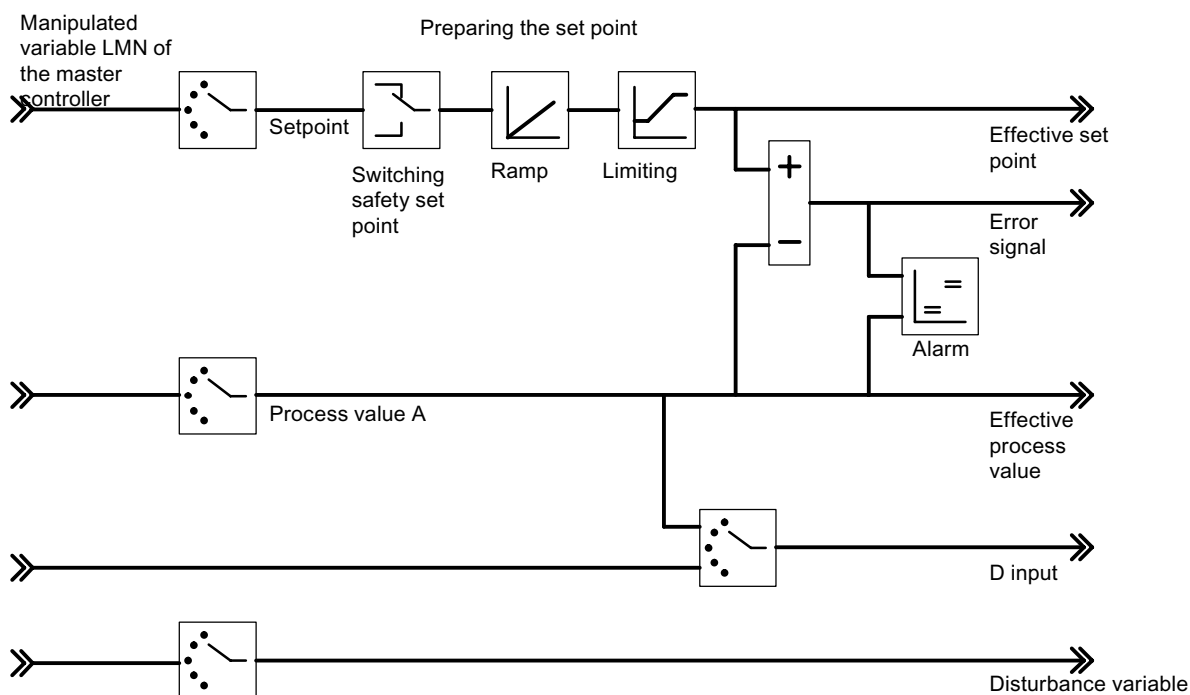 Manipulated
variable LMN of
the master
controller
Preparing the set point
Setpoint
Switching
safety set
point
Ramp
Limiting
Effective set
point
+
−
Error
signal
Alarm
Process value A
Effective
process
value
D input
Disturbance variable